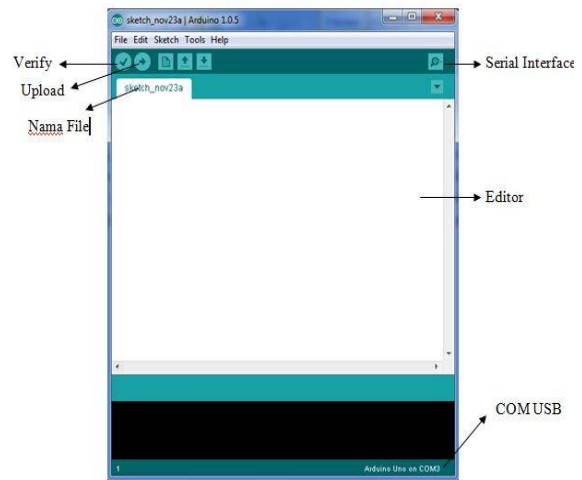 sketch_nov23a | Arduino 1.0.5
File Edit Sketch Tools Help
Verify
Serial Interface
Upload
sketch_nov23a
Nama File
Editor
COM USB
1
Arduino Uno on COM3